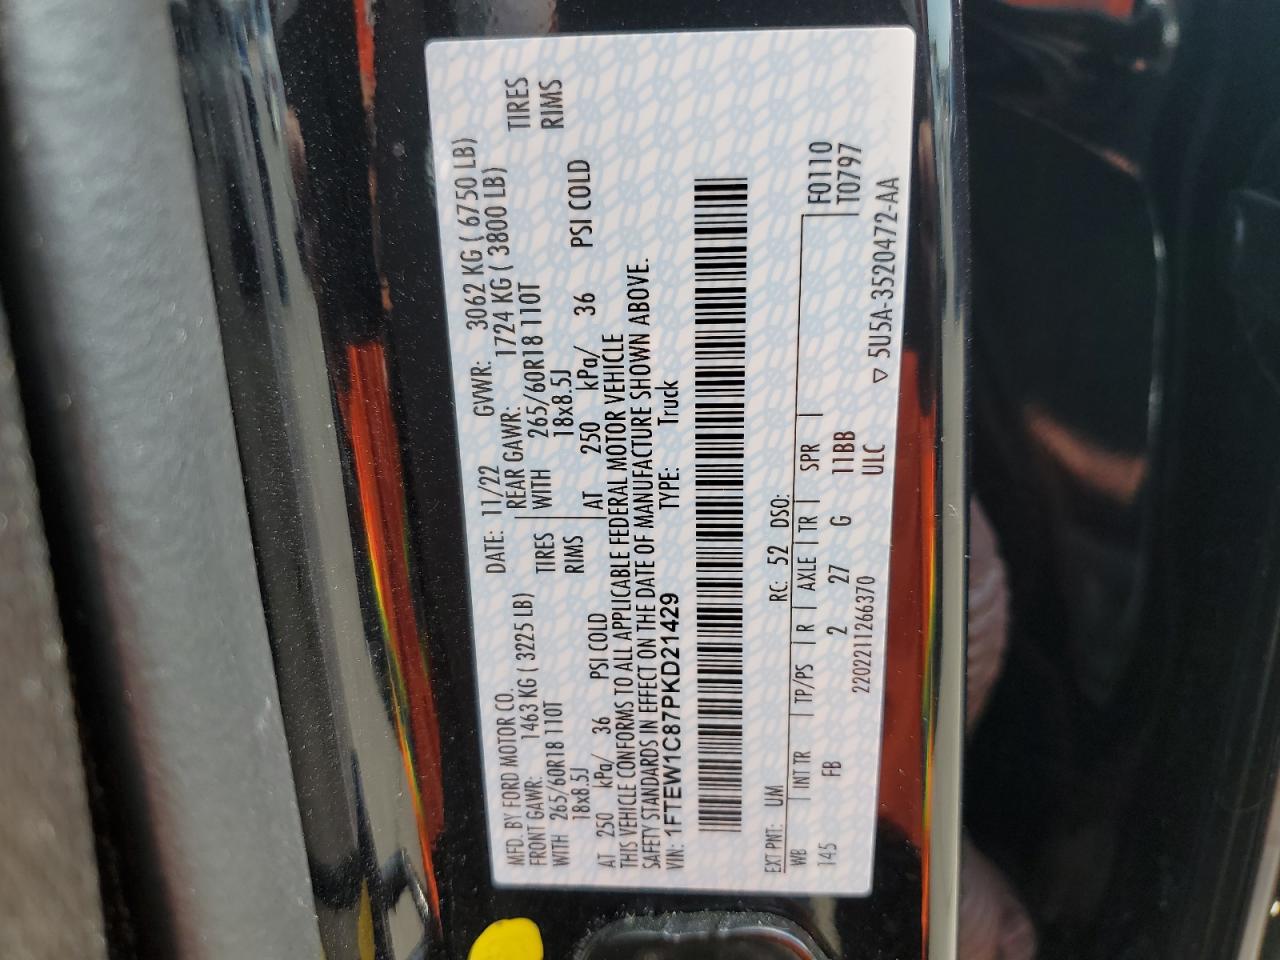 MFD. BY FORD MOTOR CO. DATE: 11/22 GVWR: 3062 KG ( 6750 LB)
FRONT GAWR: 1463 KG ( 3225 LB) REAR GAWR: 1724 KG ( 3800 LB)
WITH 265/60R18 110T TIRES WITH 265/60R18 110T TIRES
18x8.5J RIMS 18x8.5J RIMS
AT 250 kPa/ 36 PSI COLD AT 250 kPa/ 36 PSI COLD
THIS VEHICLE CONFORMS TO ALL APPLICABLE FEDERAL MOTOR VEHICLE
SAFETY STANDARDS IN EFFECT ON THE DATE OF MANUFACTURE SHOWN ABOVE.
VIN: 1FTEW1C87PKD21429 TYPE: Truck
EXT PNT: UM RC: 52 DSO:
WB INT TR TP/PS R AXLE TR SPR F0110
145 FB 2 27 G 11BB T0797
2202211266370 ULC
▽ 5U5A-3520472-AA